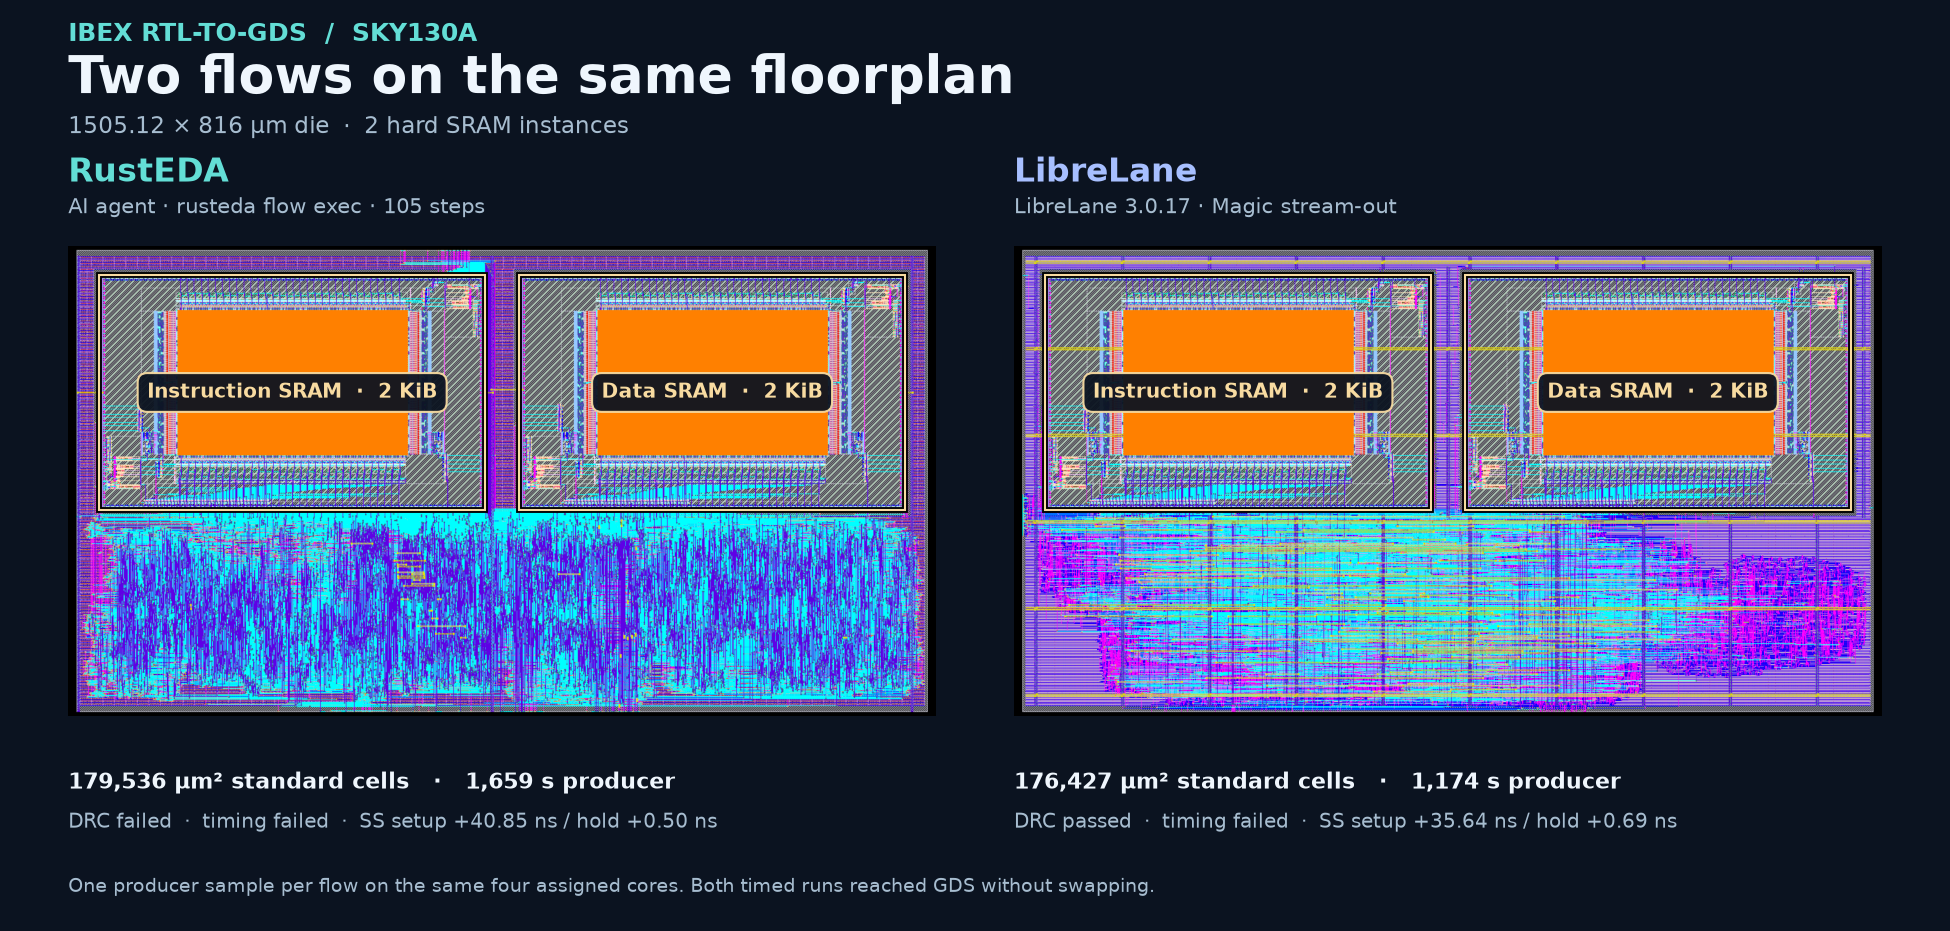 IBEX RTL-TO-GDS / SKY130A
Two flows on the same floorplan
1505.12 × 816 µm die · 2 hard SRAM instances
RustEDA
AI agent · rusteda flow exec · 105 steps
Instruction SRAM · 2 KiB
Data SRAM · 2 KiB
179,536 µm² standard cells · 1,659 s producer
DRC failed · timing failed · SS setup +40.85 ns / hold +0.50 ns
LibreLane
LibreLane 3.0.17 · Magic stream-out
Instruction SRAM · 2 KiB
Data SRAM · 2 KiB
176,427 µm² standard cells · 1,174 s producer
DRC passed · timing failed · SS setup +35.64 ns / hold +0.69 ns
One producer sample per flow on the same four assigned cores. Both timed runs reached GDS without swapping.